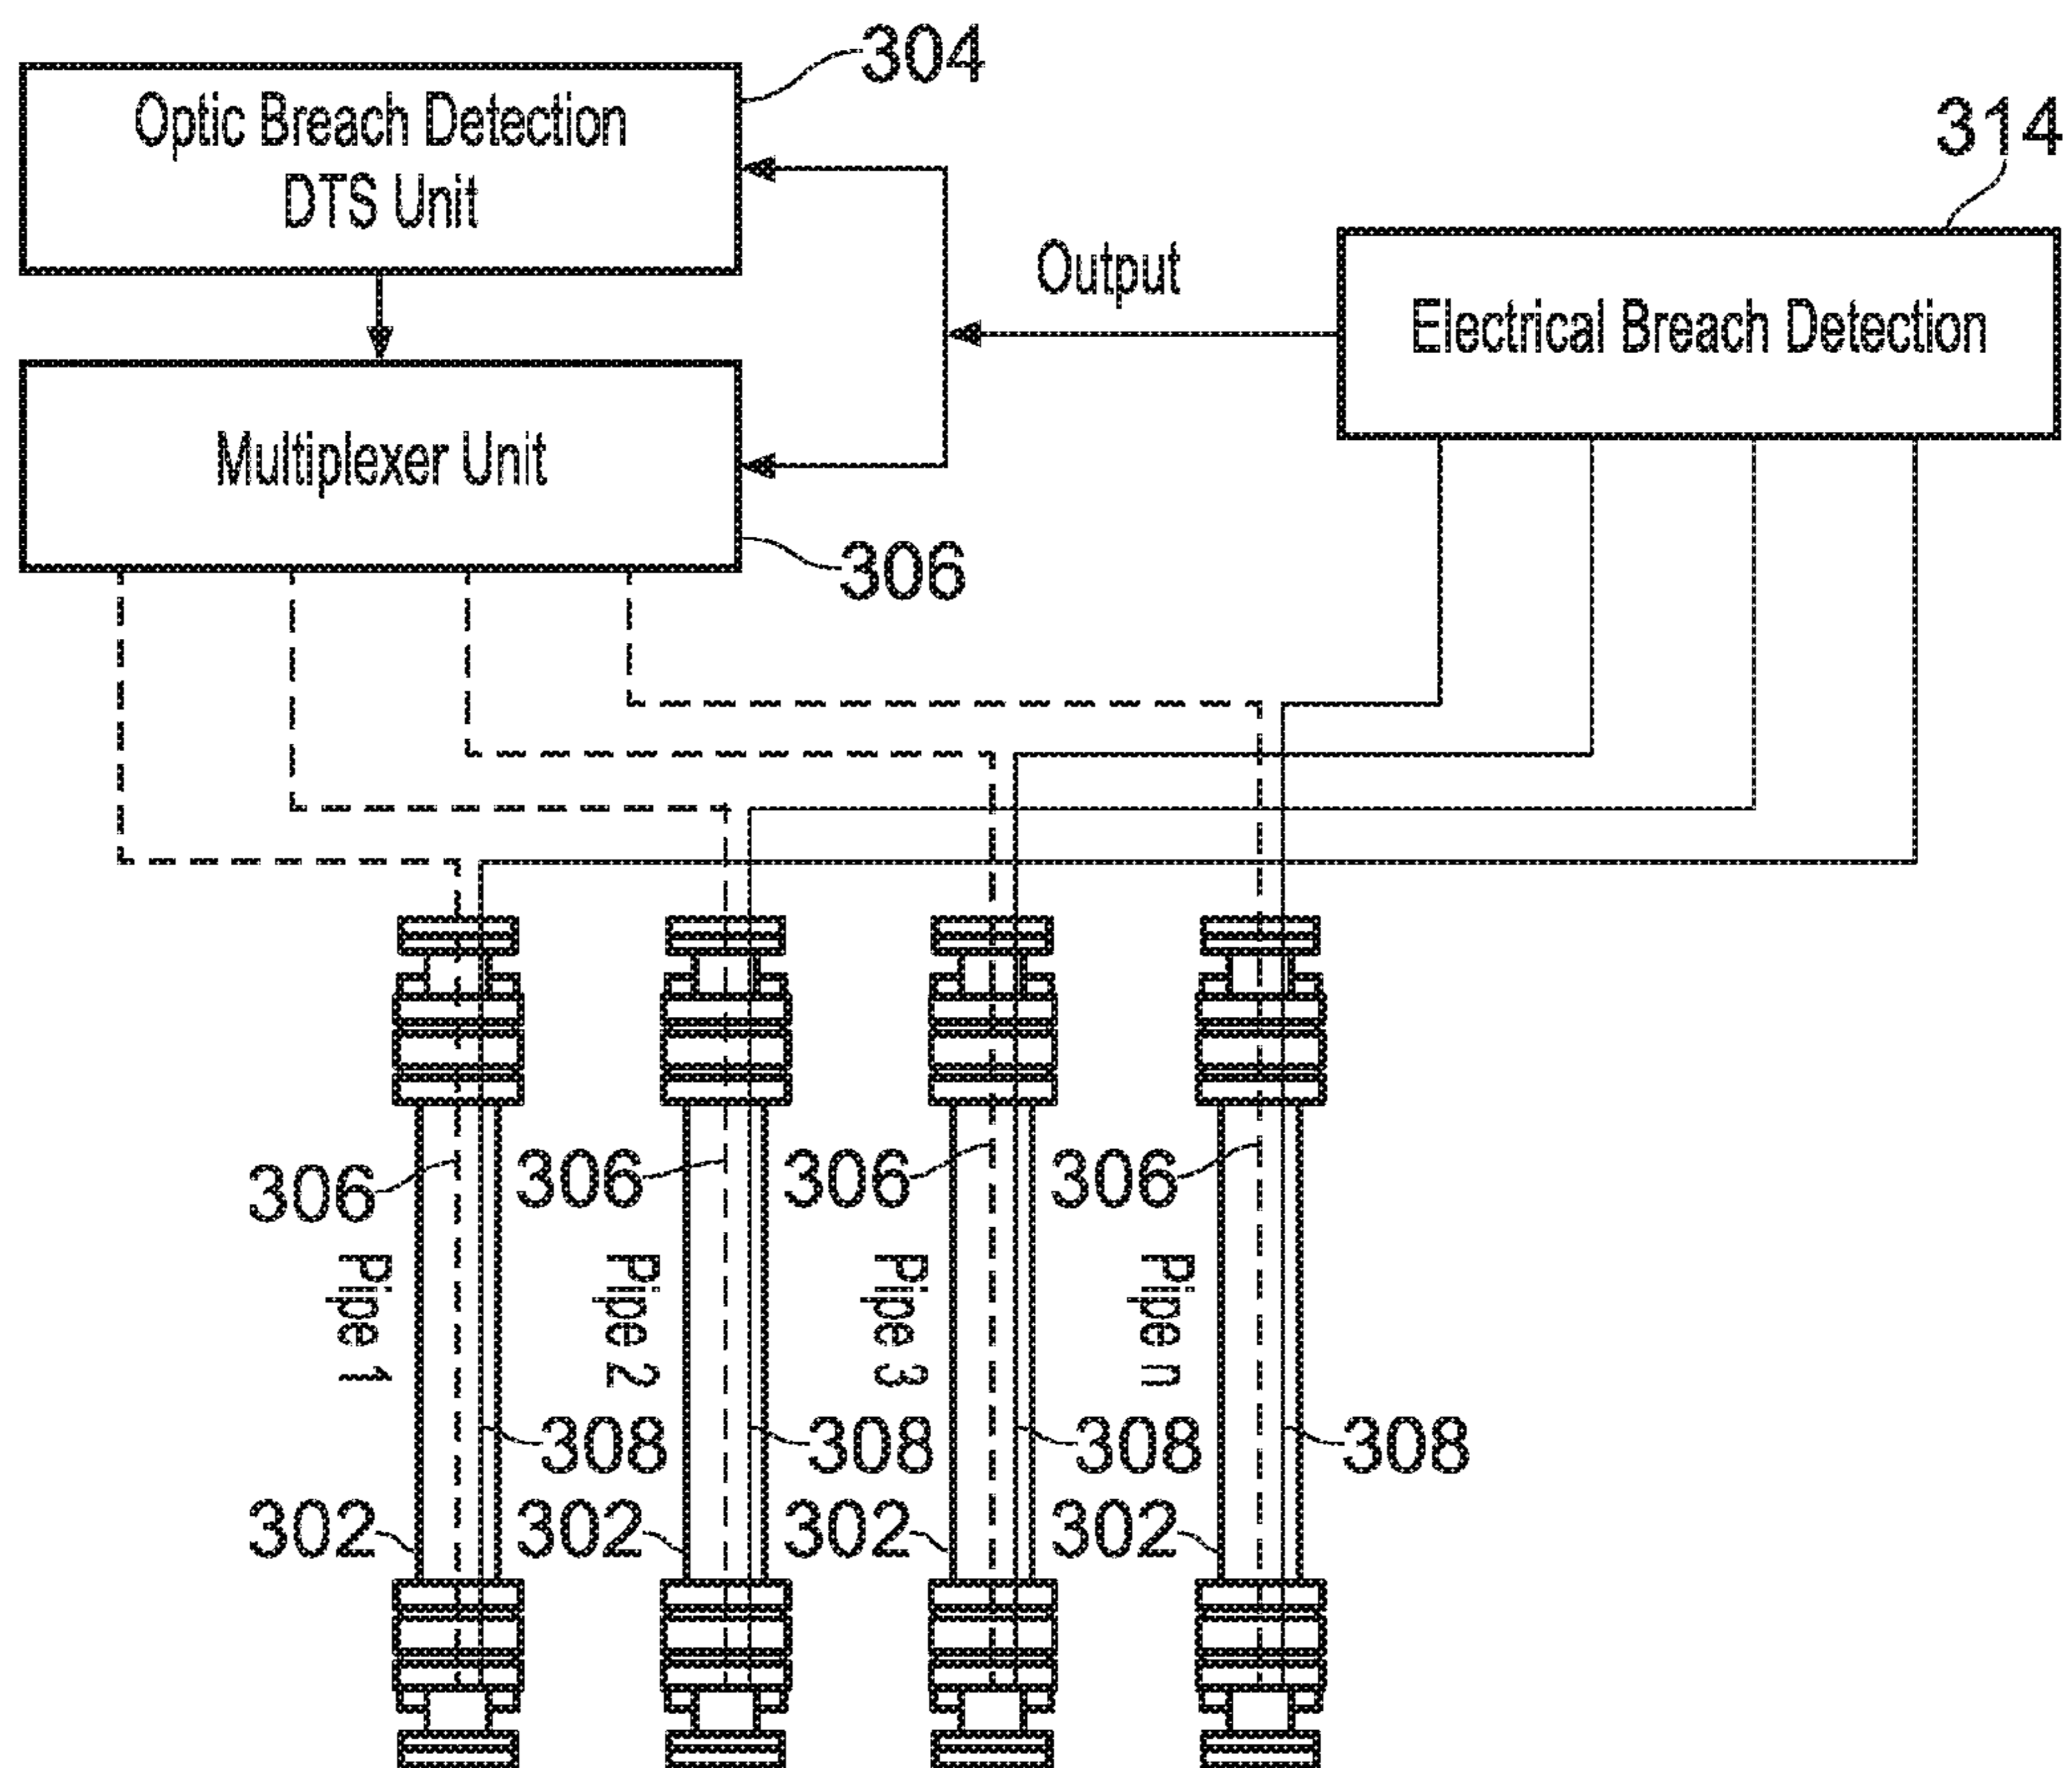 304
Optic Breach Detection
DTS Unit
314
Output
Electrical Breach Detection
Multiplexer Unit
306
306
306
306
306
Pipe 1
Pipe 2
Pipe 3
Pipe n
308
308
308
308
302
302
302
302